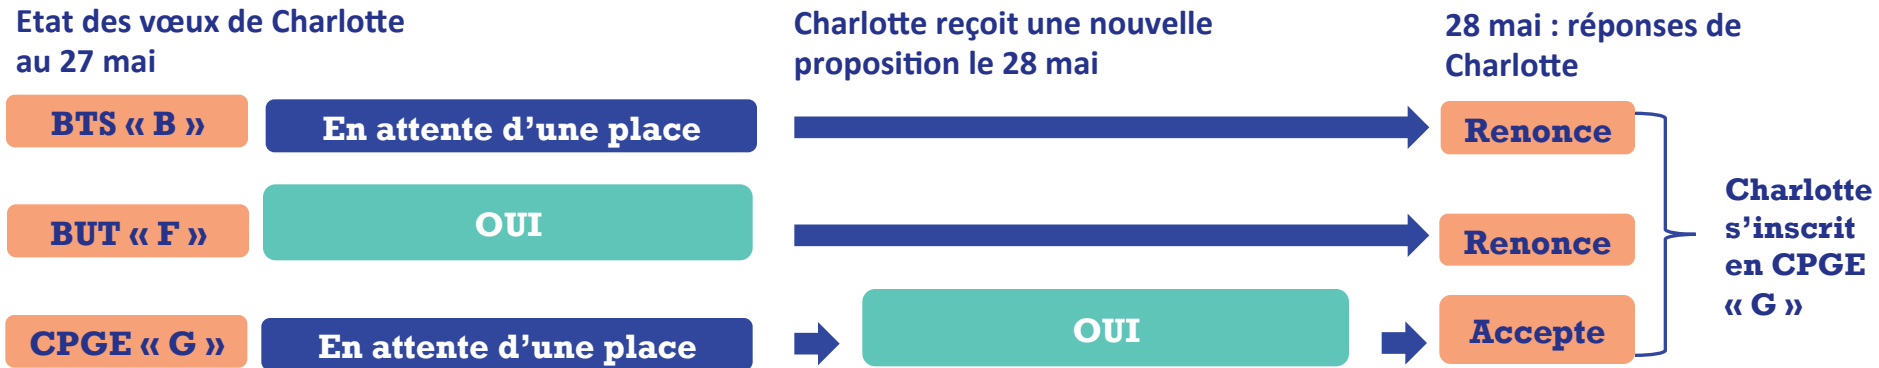 Etat des vœux de Charlotte
au 27 mai
Charlotte reçoit une nouvelle
proposition le 28 mai
28 mai : réponses de
Charlotte
BTS « B »
En attente d’une place
Renonce
BUT « F »
OUI
Renonce
CPGE « G »
En attente d’une place
OUI
Accepte
Charlotte
s’inscrit
en CPGE
« G »